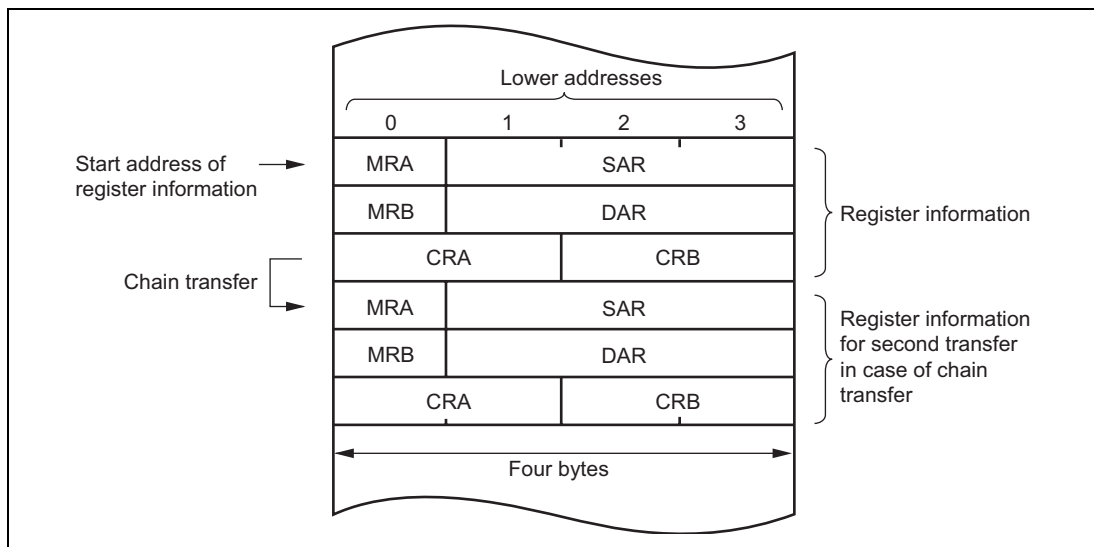 Lower addresses
0 1 2 3
Start address of
register information
MRA SAR
MRB DAR
CRA CRB
Register information
Chain transfer
MRA SAR
MRB DAR
CRA CRB
Register information
for second transfer
in case of chain
transfer
Four bytes